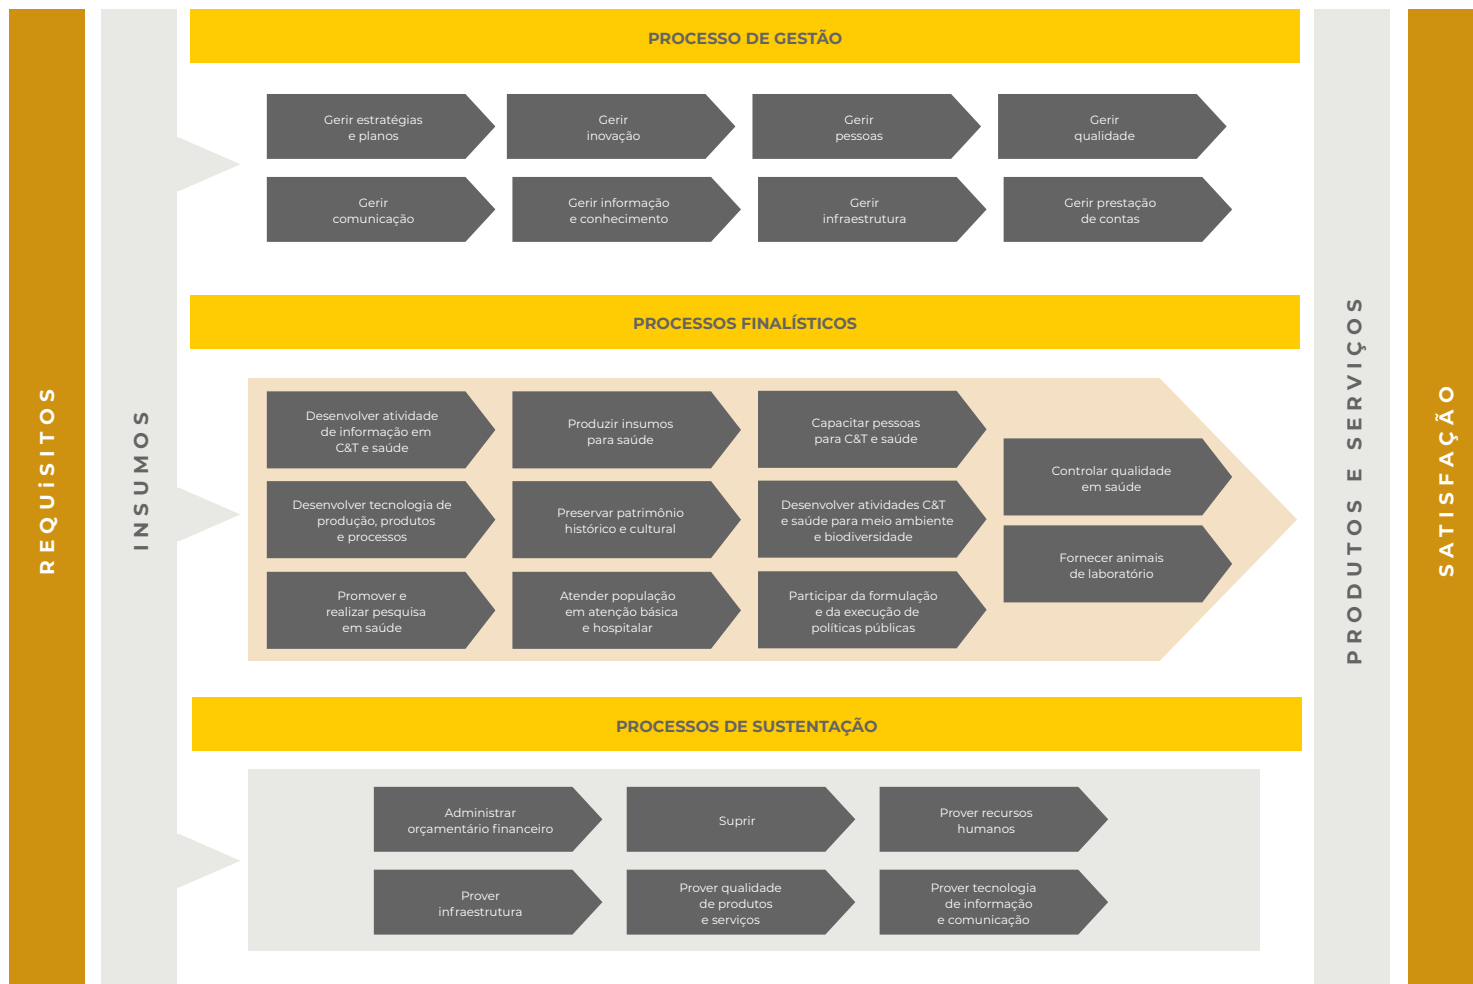 REQUiSITOS
INSUMOS
PROCESSO DE GESTÃO
Gerir estratégias
e planos
Gerir
inovação
Gerir
pessoas
Gerir
qualidade
Gerir
comunicação
Gerir informação
e conhecimento
Gerir
infraestrutura
Gerir prestação
de contas
PROCESSOS FINALÍSTICOS
Desenvolver atividade
de informação em
C&T e saúde
Produzir insumos
para saúde
Capacitar pessoas
para C&T e saúde
Controlar qualidade
em saúde
Desenvolver tecnologia de
produção, produtos
e processos
Preservar patrimônio
histórico e cultural
Desenvolver atividades C&T
e saúde para meio ambiente
e biodiversidade
Fornecer animais
de laboratório
Promover e
realizar pesquisa
em saúde
Atender população
em atenção básica
e hospitalar
Participar da formulação
e da execução de
políticas públicas
PROCESSOS DE SUSTENTAÇÃO
Administrar
orçamentário financeiro
Suprir
Prover recursos
humanos
Prover
infraestrutura
Prover qualidade
de produtos
e serviços
Prover tecnologia
de informação
e comunicação
PRODUTOS E SERVIÇOS
SATISFAÇÃO